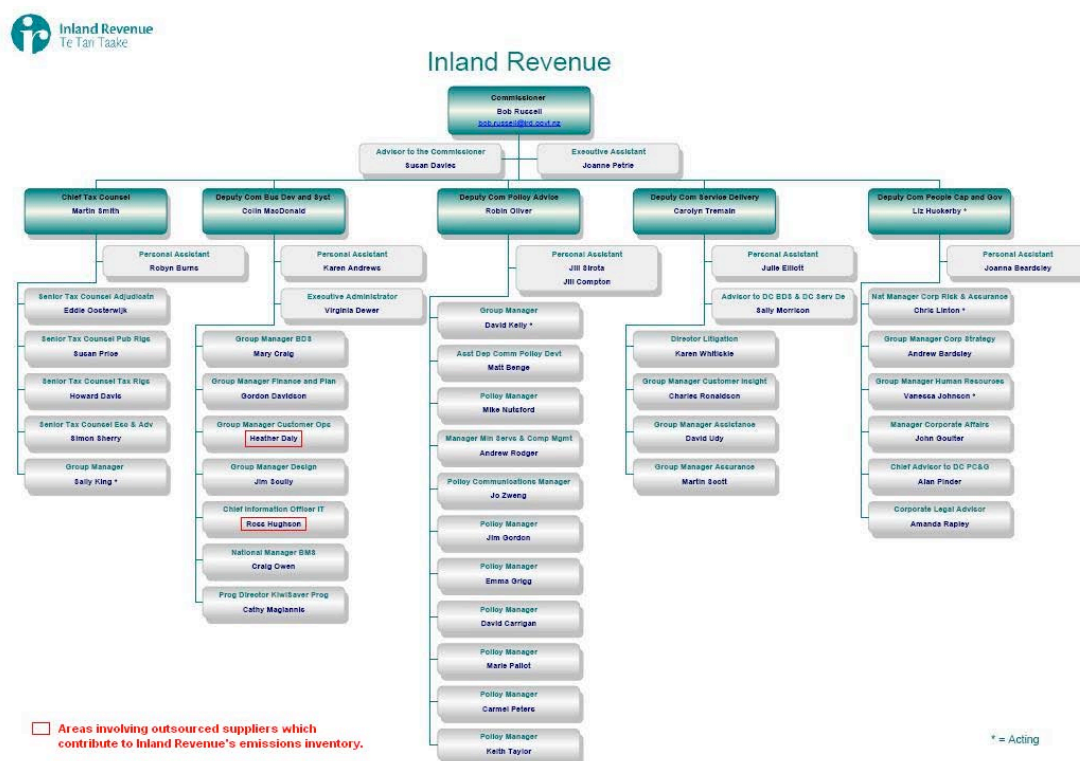 Inland Revenue
Te Tari Taake
Inland Revenue
Commissioner
Bob Russell
bob.russell@ird.govt.nz
Advisor to the Commissioner
Susan Davies
Executive Assistant
Joanne Petrie
Chief Tax Counsel
Martin Smith
Personal Assistant
Robyn Burns
Senior Tax Counsel Adjudicatn
Eddie Oosterwijk
Senior Tax Counsel Pub Rlgs
Susan Price
Senior Tax Counsel Tax Rlgs
Howard Davis
Senior Tax Counsel Esc & Adv
Simon Sherry
Group Manager
Sally King *
Deputy Com Bus Dev and Syst
Colin MacDonald
Personal Assistant
Karen Andrews
Executive Administrator
Virginia Dewer
Group Manager BDS
Mary Craig
Group Manager Finance and Plan
Gordon Davidson
Group Manager Customer Ops
Heather Daly
Group Manager Design
Jim Scully
Chief Information Officer IT
Ross Hughson
National Manager BMS
Craig Owen
Prog Director KiwiSaver Prog
Cathy Magiannis
Deputy Com Policy Advice
Robin Oliver
Personal Assistant
Jill Sirota
Jill Compton
Group Manager
David Kelly *
Asst Dep Comm Policy Devt
Matt Benge
Policy Manager
Mike Nutsford
Manager Min Servs & Comp Mgmt
Andrew Rodger
Policy Communications Manager
Jo Zweng
Policy Manager
Jim Gordon
Policy Manager
Emma Grigg
Policy Manager
David Carrigan
Policy Manager
Marie Pallot
Policy Manager
Carmel Peters
Policy Manager
Keith Taylor
Deputy Com Service Delivery
Carolyn Tremain
Personal Assistant
Julie Elliott
Advisor to DC BDS & DC Serv De
Sally Morrison
Director Litigation
Karen Whitiskie
Group Manager Customer Insight
Charles Ronaldson
Group Manager Assistance
David Udy
Group Manager Assurance
Martin Scott
Deputy Com People Cap and Gov
Liz Huckerby *
Personal Assistant
Joanna Beardsley
Nat Manager Corp Risk & Assurance
Chris Linton *
Group Manager Corp Strategy
Andrew Bardsley
Group Manager Human Resources
Vanessa Johnson *
Manager Corporate Affairs
John Goulter
Chief Advisor to DC PC&G
Alan Pinder
Corporate Legal Advisor
Amanda Rapley
Areas involving outsourced suppliers which
contribute to Inland Revenue's emissions inventory.
* = Acting